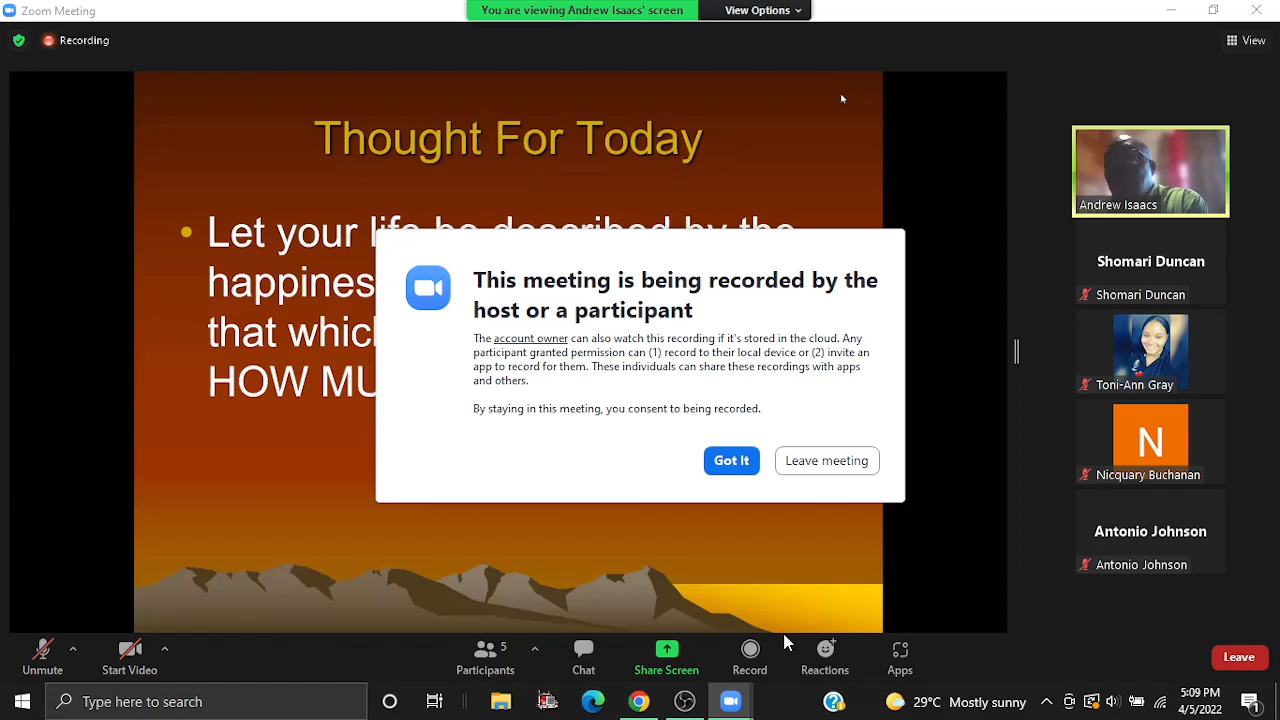 Zoom Meeting
You are viewing Andrew Isaacs' screen
View Options
Recording
View
Thought For Today
Let your life be described by the
happiness
that which
HOW MU
This meeting is being recorded by the
host or a participant
The account owner can also watch this recording if it's stored in the cloud. Any
participant granted permission can (1) record to their local device or (2) invite an
app to record for them. These individuals can share these recordings with apps
and others.
By staying in this meeting, you consent to being recorded.
Got It
Leave meeting
Andrew Isaacs
Shomari Duncan
Shomari Duncan
Toni-Ann Gray
N
Nicquary Buchanan
Antonio Johnson
Antonio Johnson
Unmute
Start Video
5
Participants
Chat
Share Screen
Record
Reactions
Apps
Leave
Type here to search
29°C Mostly sunny
5:09 PM
4/5/2022
1